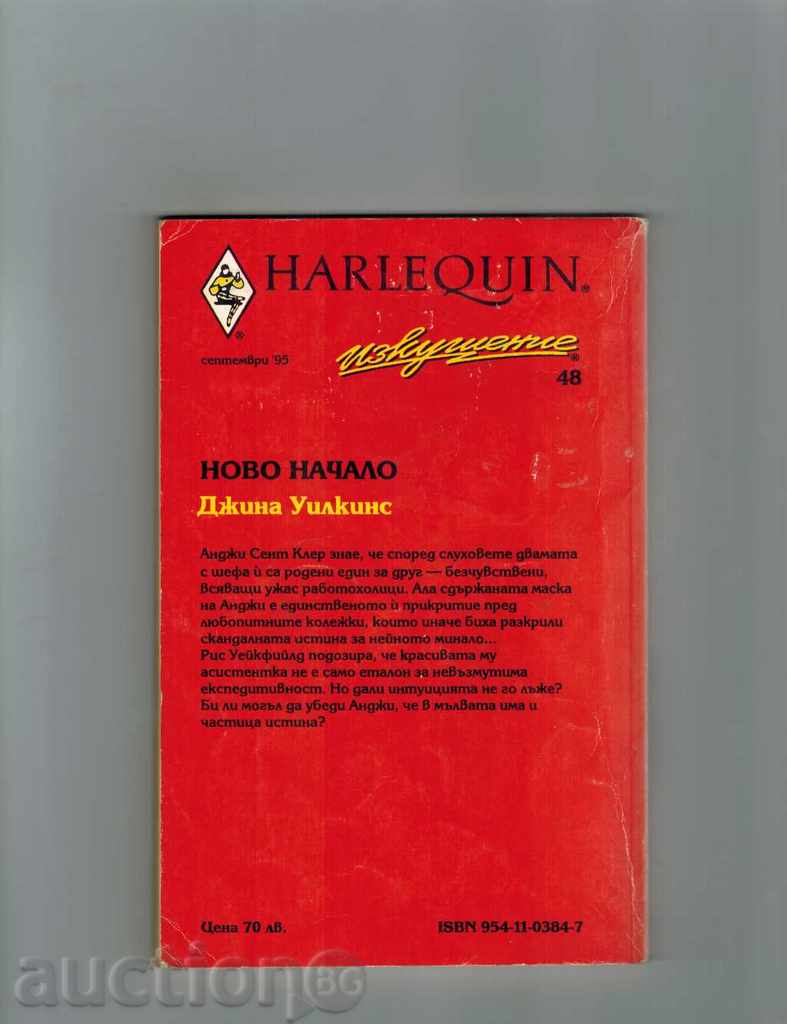 HARLEQUIN®
изкушение®
септември '95
48
НОВО НАЧАЛО
Джина Уилкинс
Анджи Сент Клер знае, че според слуховете двамата
с шефа ѝ са родени един за друг — безчувствени,
всяващи ужас работохолици. Ала сдържаната маска
на Анджи е единственото ѝ прикритие пред
любопитните колежки, които иначе биха разкрили
скандалната истина за нейното минало...
Рис Уейкфийлд подозира, че красивата му
асистентка не е само еталон за невъзмутима
експедитивност. Но дали интуицията не го лъже?
Би ли могъл да убеди Анджи, че в мълвата има и
частица истина?
Цена 70 лв.
ISBN 954-11-0384-7
auctionBG